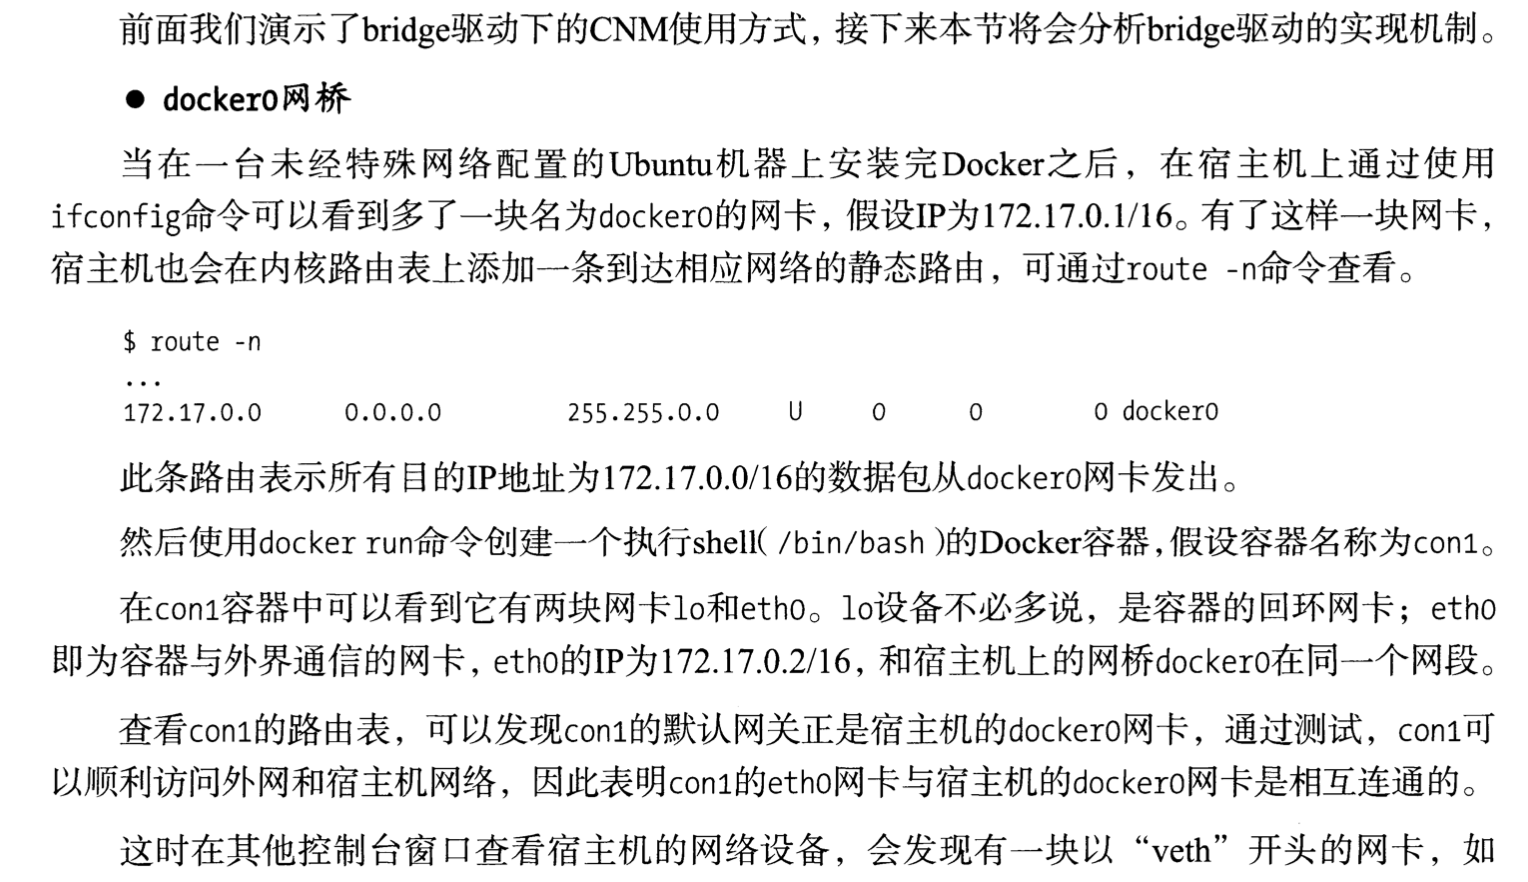 前面我们演示了bridge驱动下的CNM使用方式，接下来本节将会分析bridge驱动的实现机制。
● docker0网桥
当在一台未经特殊网络配置的Ubuntu机器上安装完Docker之后，在宿主机上通过使用
ifconfig命令可以看到多了一块名为docker0的网卡，假设IP为172.17.0.1/16。有了这样一块网卡，
宿主机也会在内核路由表上添加一条到达相应网络的静态路由，可通过route -n命令查看。
$ route -n
...
172.17.0.0 0.0.0.0 255.255.0.0 U 0 0 0 docker0
此条路由表示所有目的IP地址为172.17.0.0/16的数据包从docker0网卡发出。
然后使用docker run命令创建一个执行shell（/bin/bash）的Docker容器，假设容器名称为con1。
在con1容器中可以看到它有两块网卡lo和eth0。lo设备不必多说，是容器的回环网卡；eth0
即为容器与外界通信的网卡，eth0的IP为172.17.0.2/16，和宿主机上的网桥docker0在同一个网段。
查看con1的路由表，可以发现con1的默认网关正是宿主机的docker0网卡，通过测试，con1可
以顺利访问外网和宿主机网络，因此表明con1的eth0网卡与宿主机的docker0网卡是相互连通的。
这时在其他控制台窗口查看宿主机的网络设备，会发现有一块以“veth”开头的网卡，如